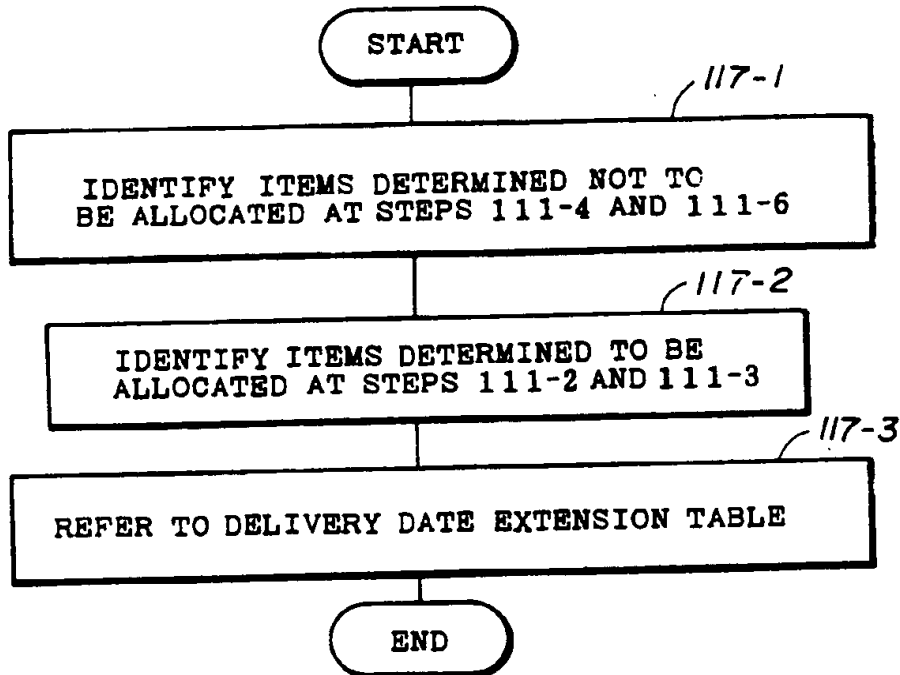 START
117-1
IDENTIFY ITEMS DETERMINED NOT TO
BE ALLOCATED AT STEPS 111-4 AND 111-6
117-2
IDENTIFY ITEMS DETERMINED TO BE
ALLOCATED AT STEPS 111-2 AND 111-3
117-3
REFER TO DELIVERY DATE EXTENSION TABLE
END